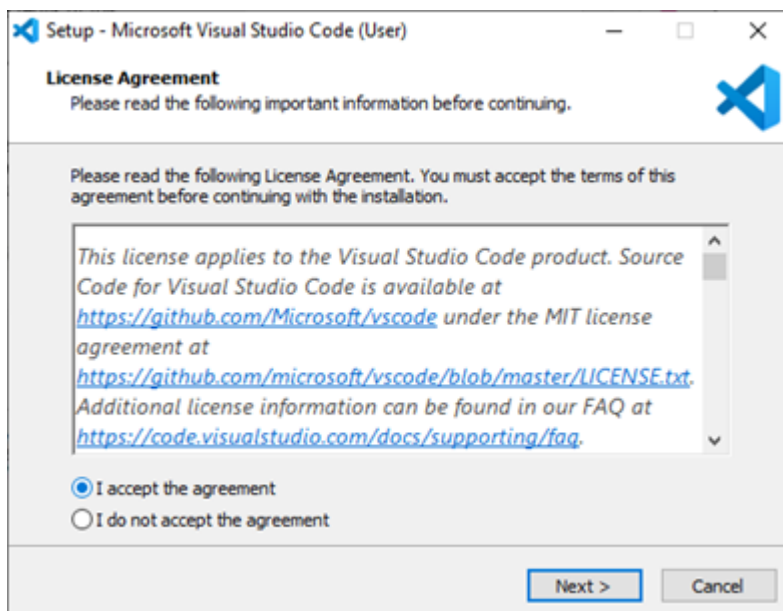 Setup - Microsoft Visual Studio Code (User)
License Agreement
Please read the following important information before continuing.
Please read the following License Agreement. You must accept the terms of this
agreement before continuing with the installation.
This license applies to the Visual Studio Code product. Source
Code for Visual Studio Code is available at
https://github.com/Microsoft/vscode under the MIT license
agreement at
https://github.com/microsoft/vscode/blob/master/LICENSE.txt.
Additional license information can be found in our FAQ at
https://code.visualstudio.com/docs/supporting/faq.
I accept the agreement
I do not accept the agreement
Next >
Cancel